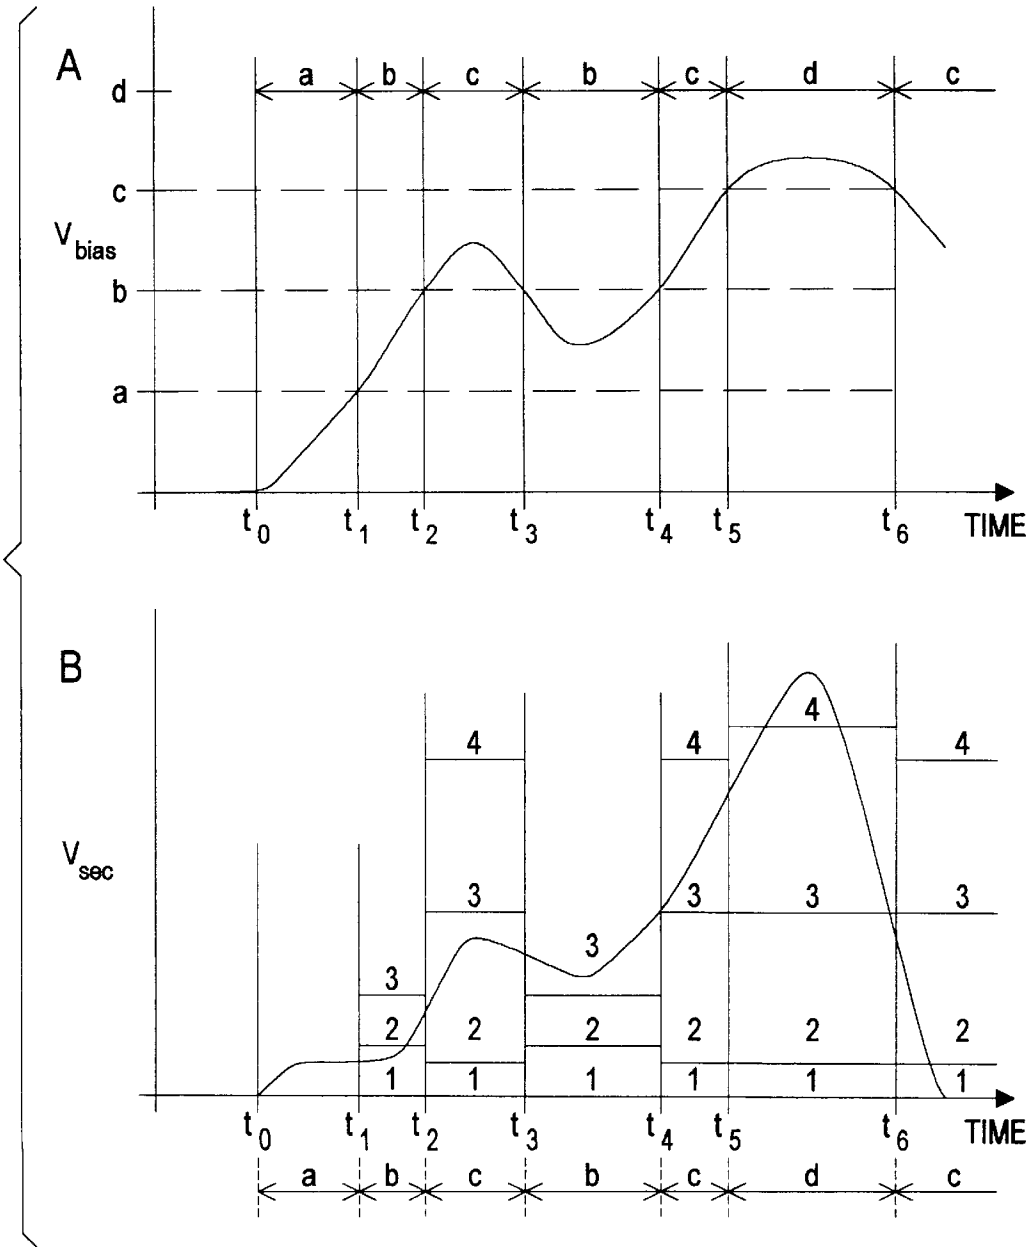 A
a b c b c d c
d
c
V_bias
b
a
t_0 t_1 t_2 t_3 t_4 t_5 t_6 TIME
B
4 4 4 4
V_sec
3 3 3 3
3 3
2 2 2 2 2 2
1 1 1 1 1 1
t_0 t_1 t_2 t_3 t_4 t_5 t_6 TIME
a b c b c d c